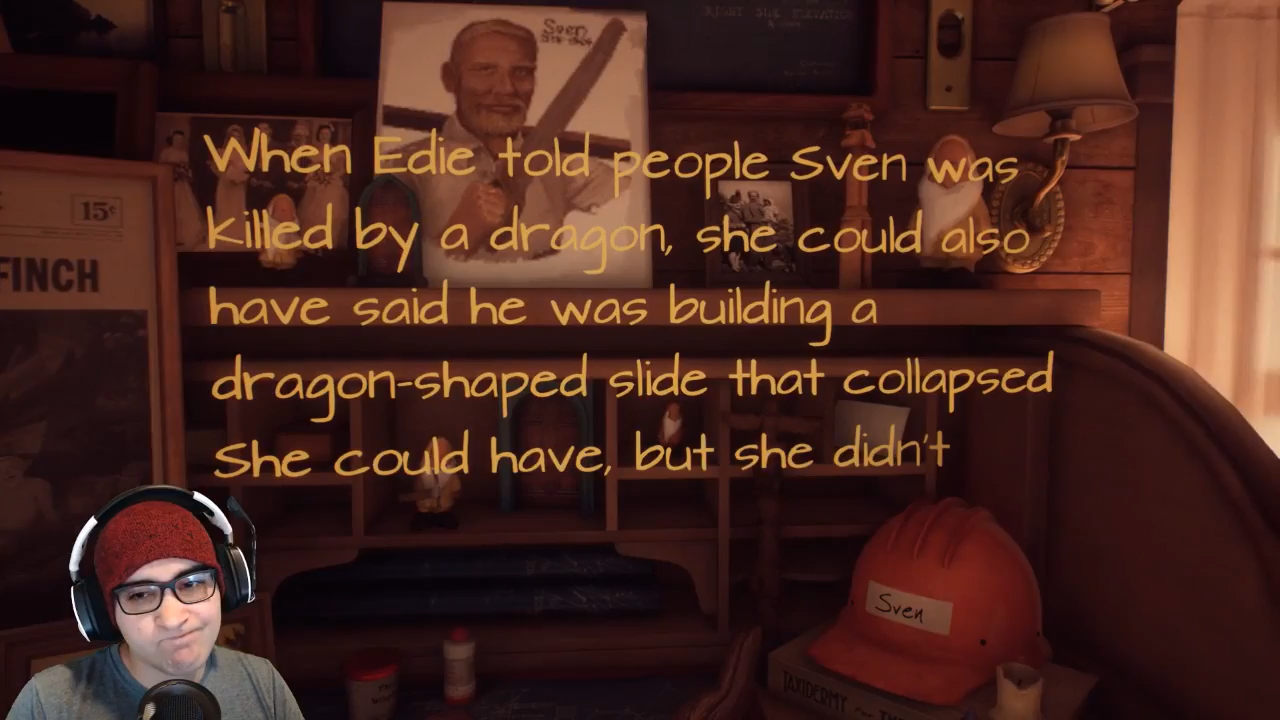 Sven
15¢
FINCH
When Edie told people Sven was
killed by a dragon, she could also
have said he was building a
dragon-shaped slide that collapsed
She could have, but she didn't
Sven
TAXIDERMY